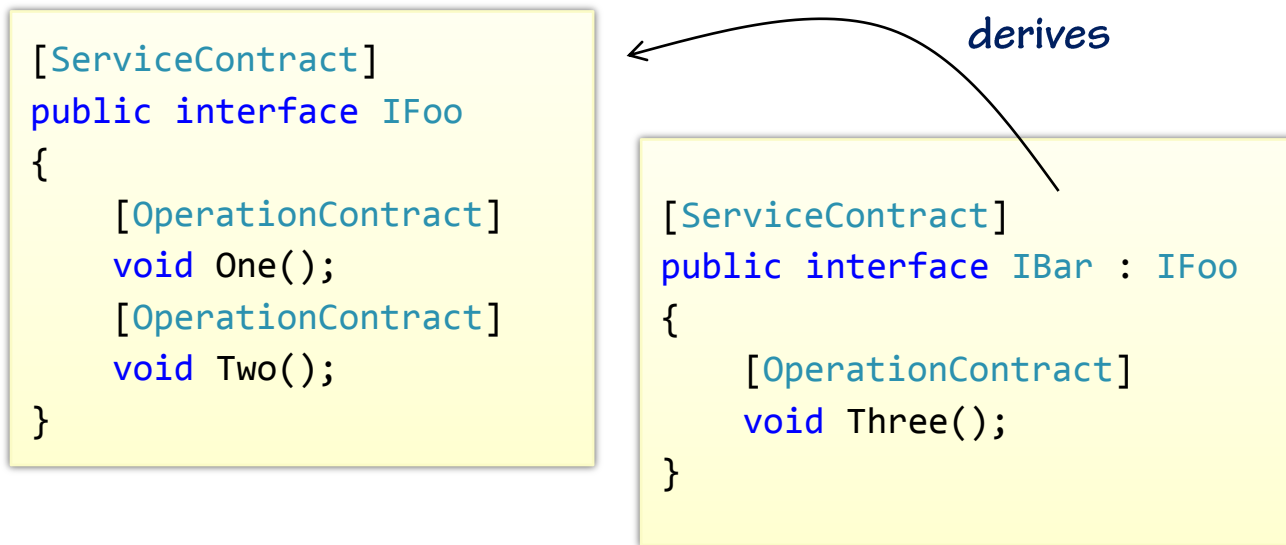 [ServiceContract]
public interface IFoo
{
    [OperationContract]
    void One();
    [OperationContract]
    void Two();
}
derives
[ServiceContract]
public interface IBar : IFoo
{
    [OperationContract]
    void Three();
}